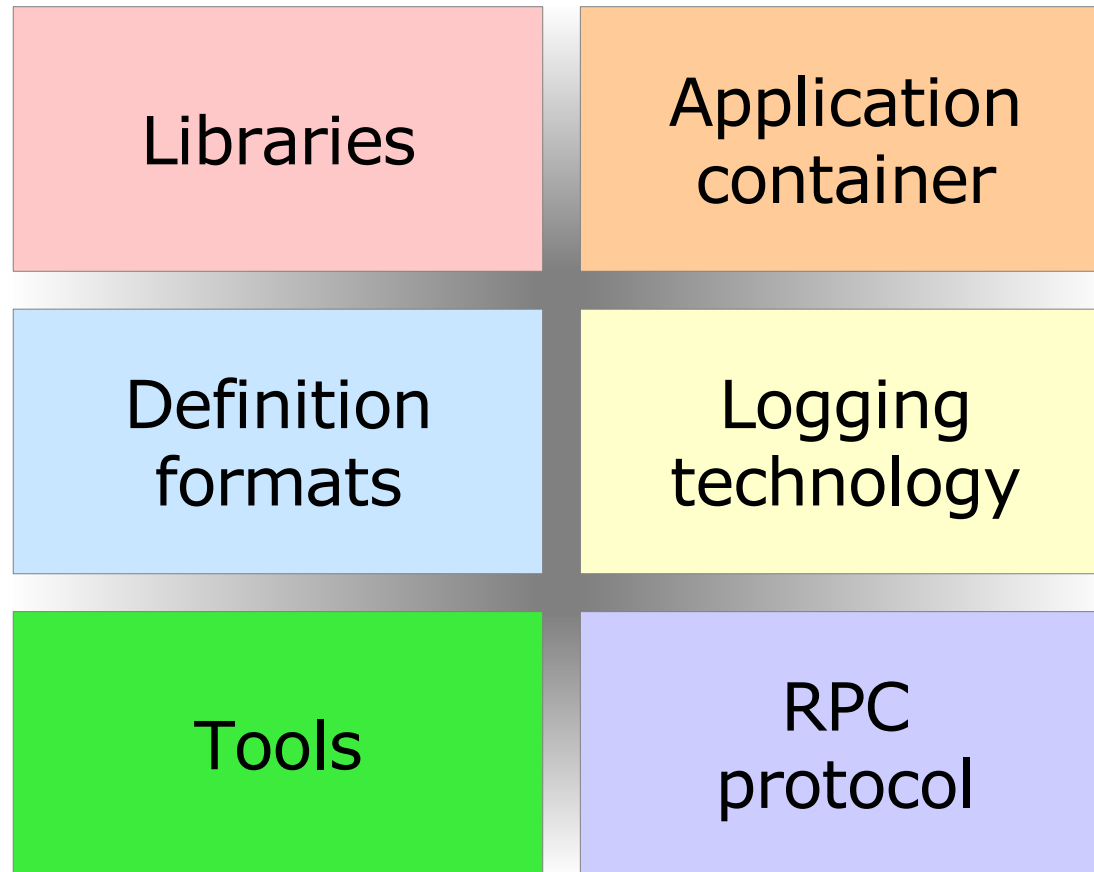 Libraries
Application
container
Definition
formats
Logging
technology
Tools
RPC
protocol